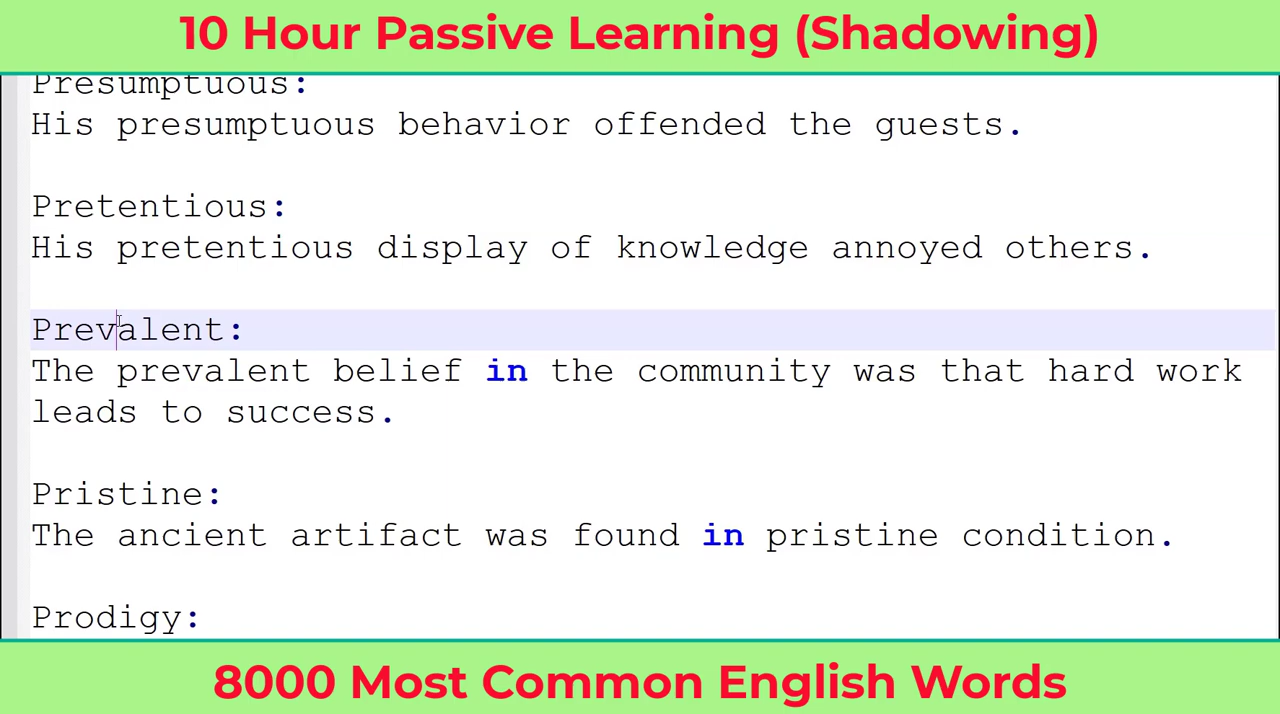 10 Hour Passive Learning (Shadowing)
Presumptuous:
His presumptuous behavior offended the guests.
Pretentious:
His pretentious display of knowledge annoyed others.
Prevalent:
The prevalent belief in the community was that hard work
leads to success.
Pristine:
The ancient artifact was found in pristine condition.
Prodigy:
8000 Most Common English Words